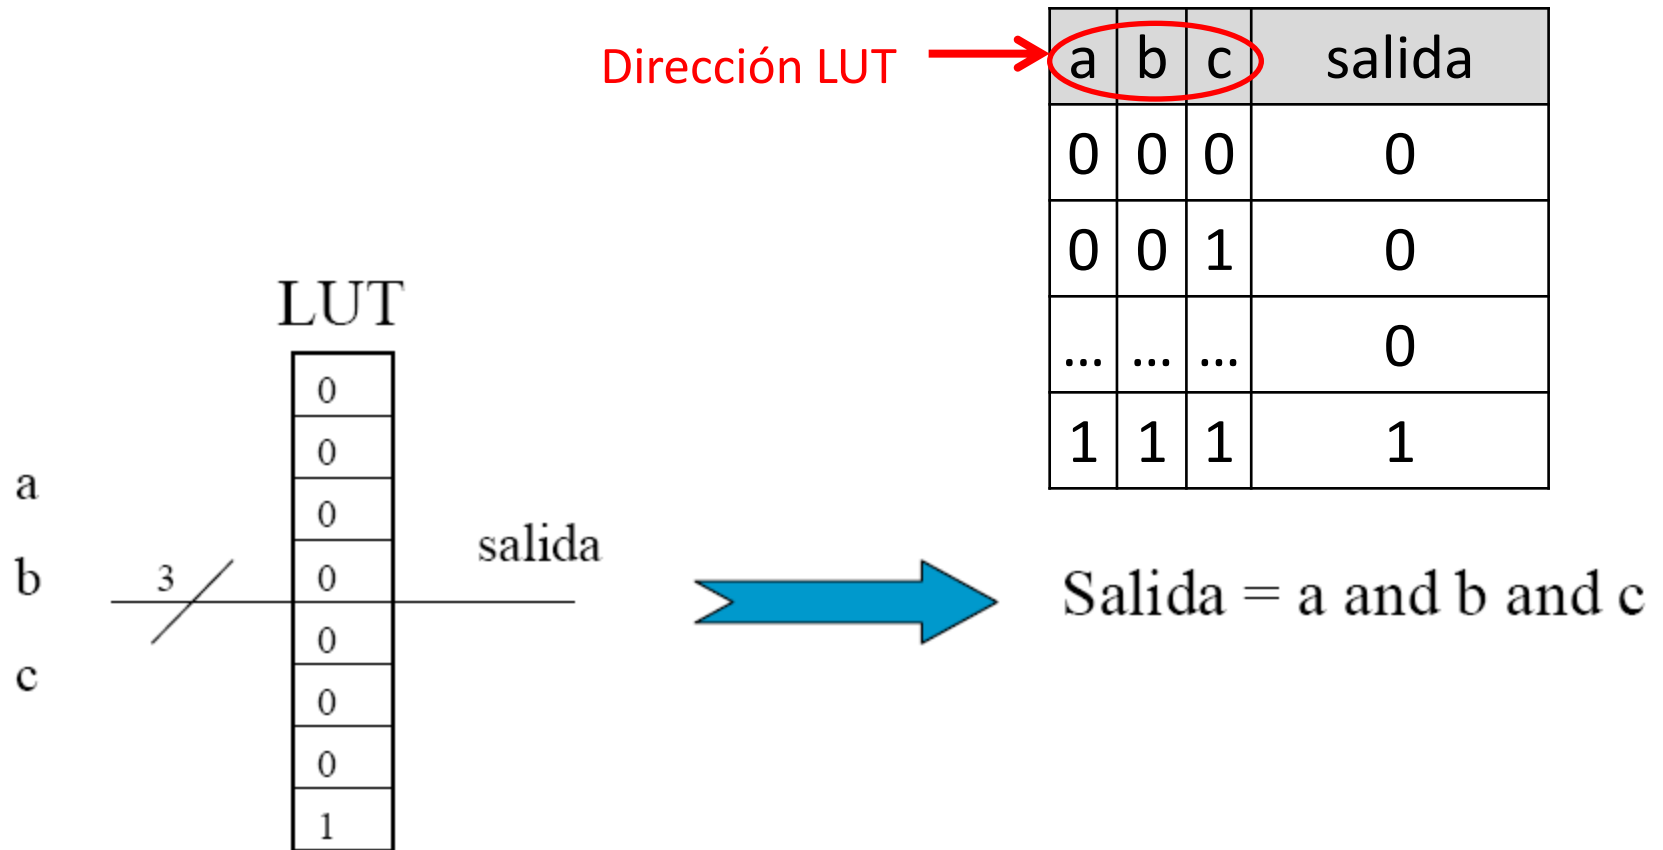 Dirección LUT
a b c salida
0 0 0 0
0 0 1 0
... ... ... 0
1 1 1 1
LUT
0
0
0
0
0
0
0
1
a
b
c
3
salida
Salida = a and b and c